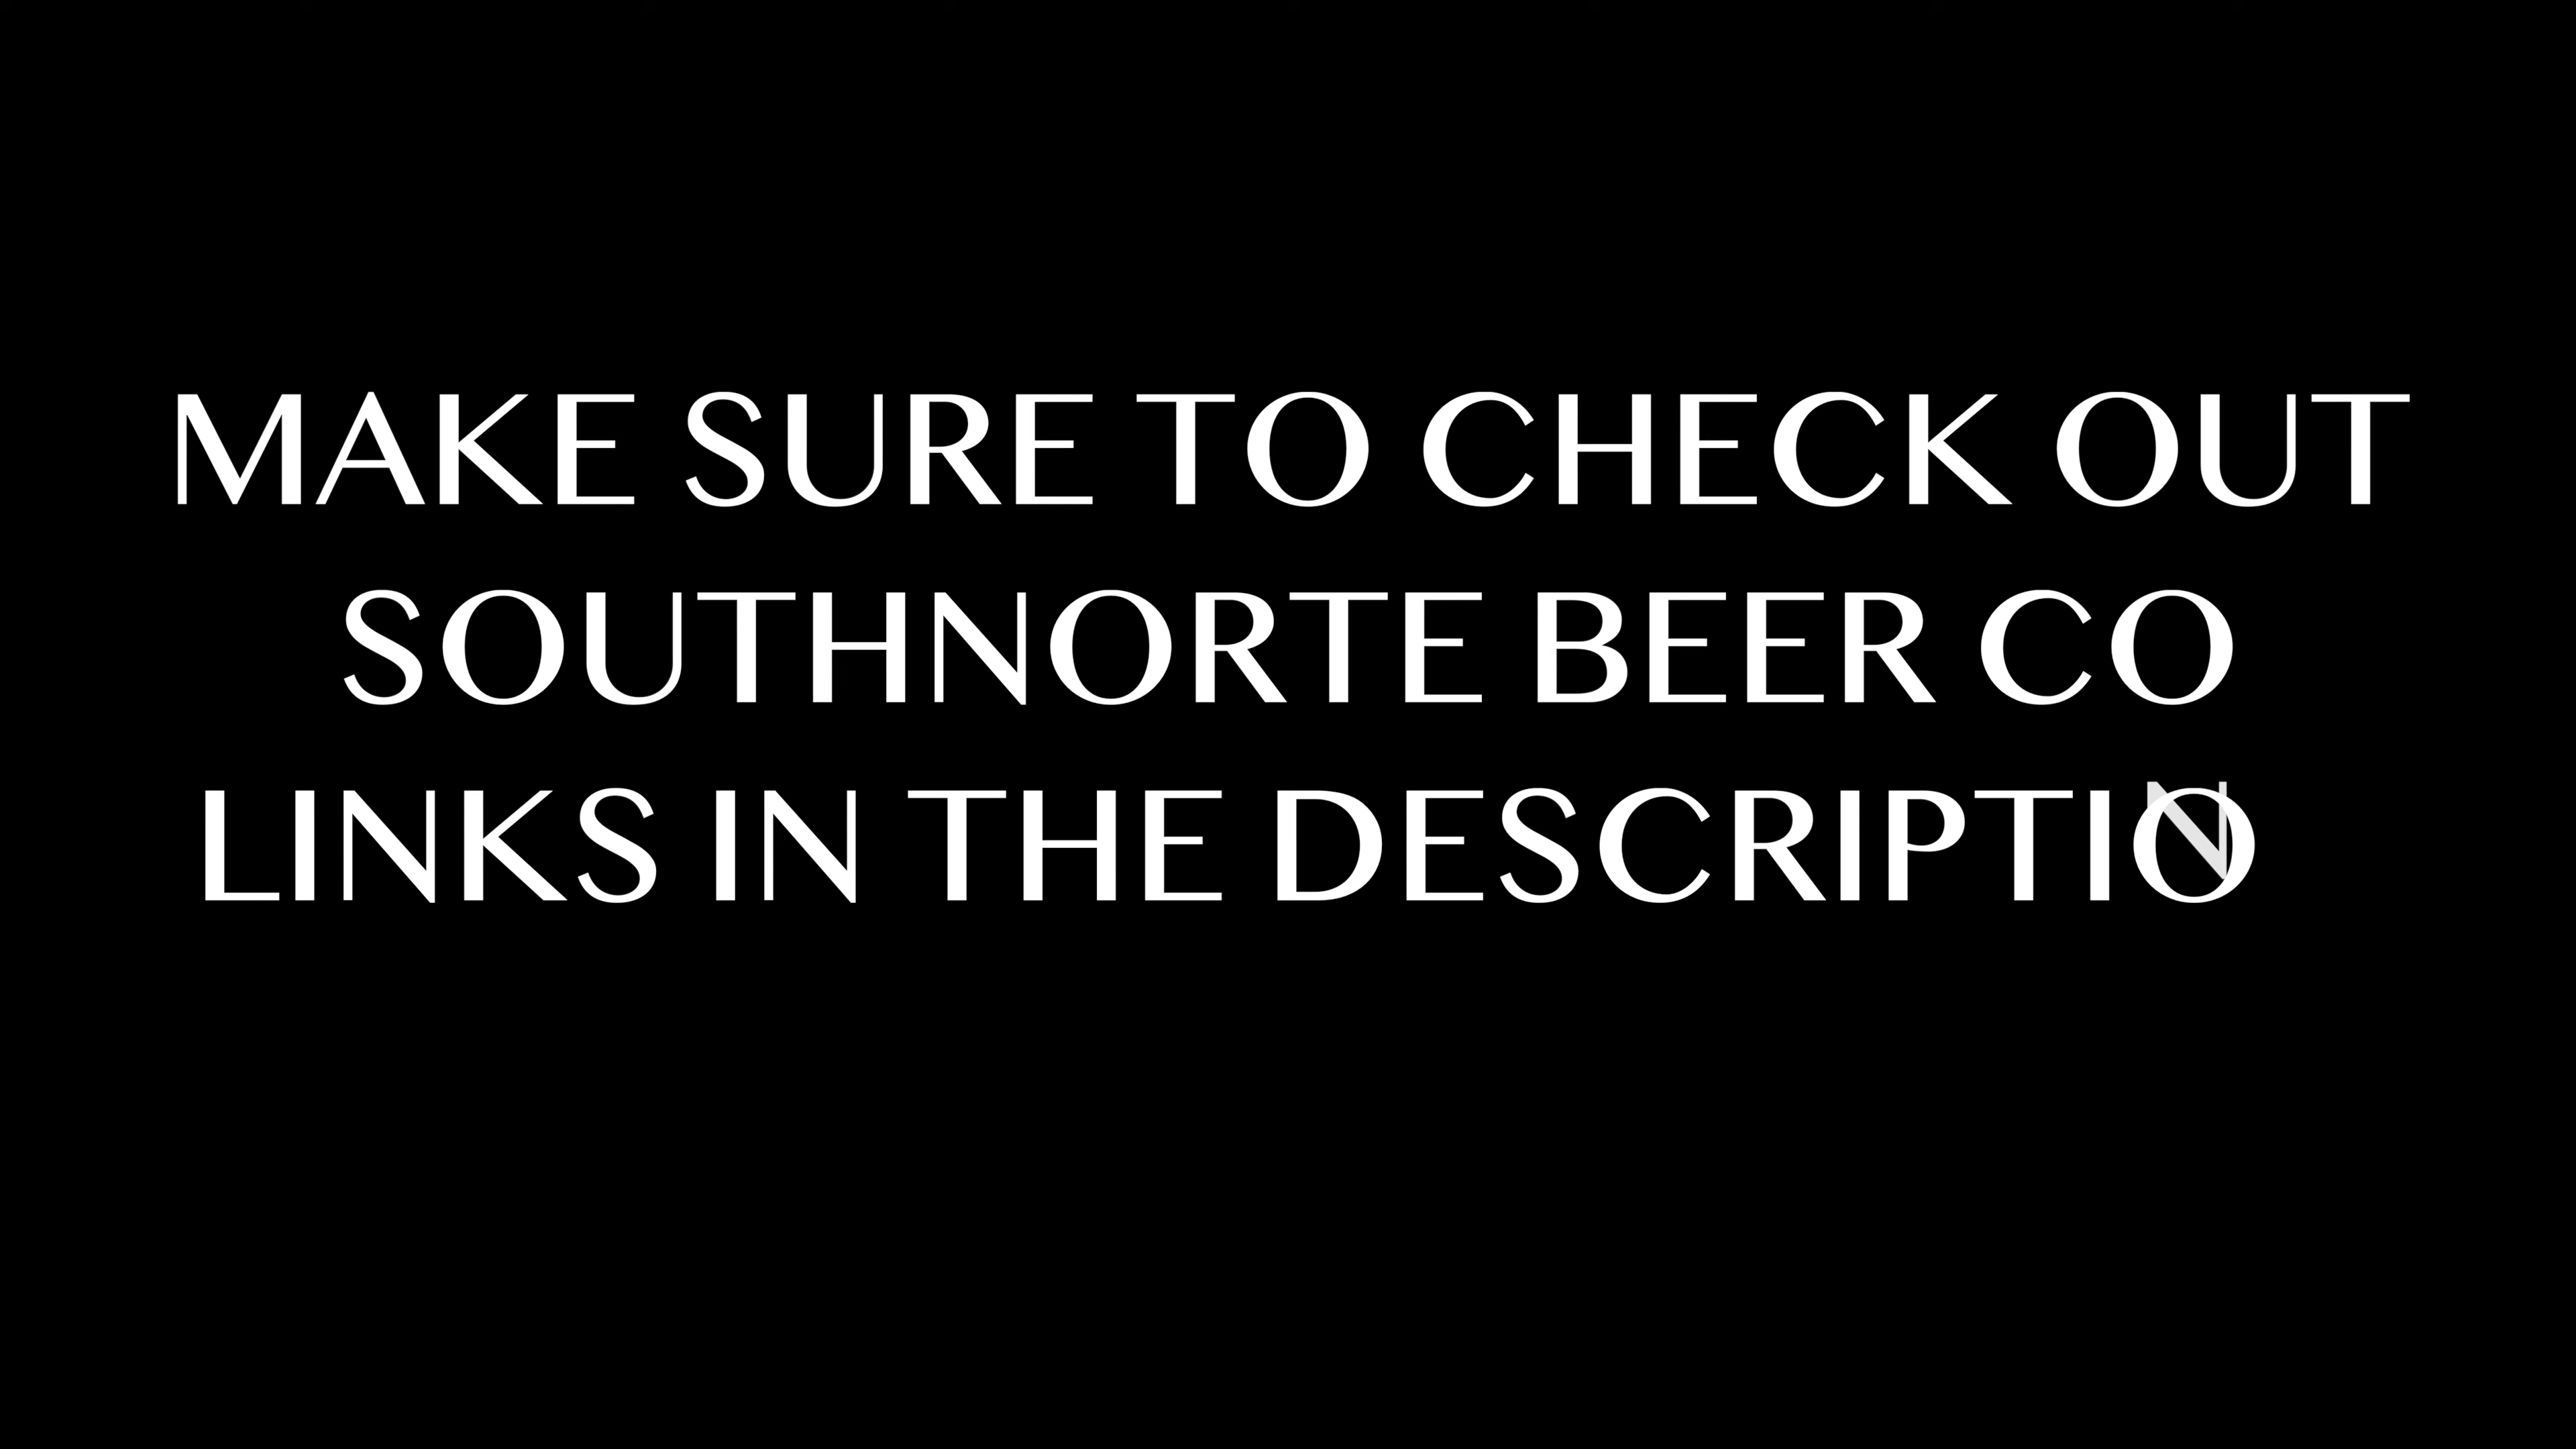 MAKE SURE TO CHECK OUT
SOUTHNORTE BEER CO
LINKS IN THE DESCRIPTION